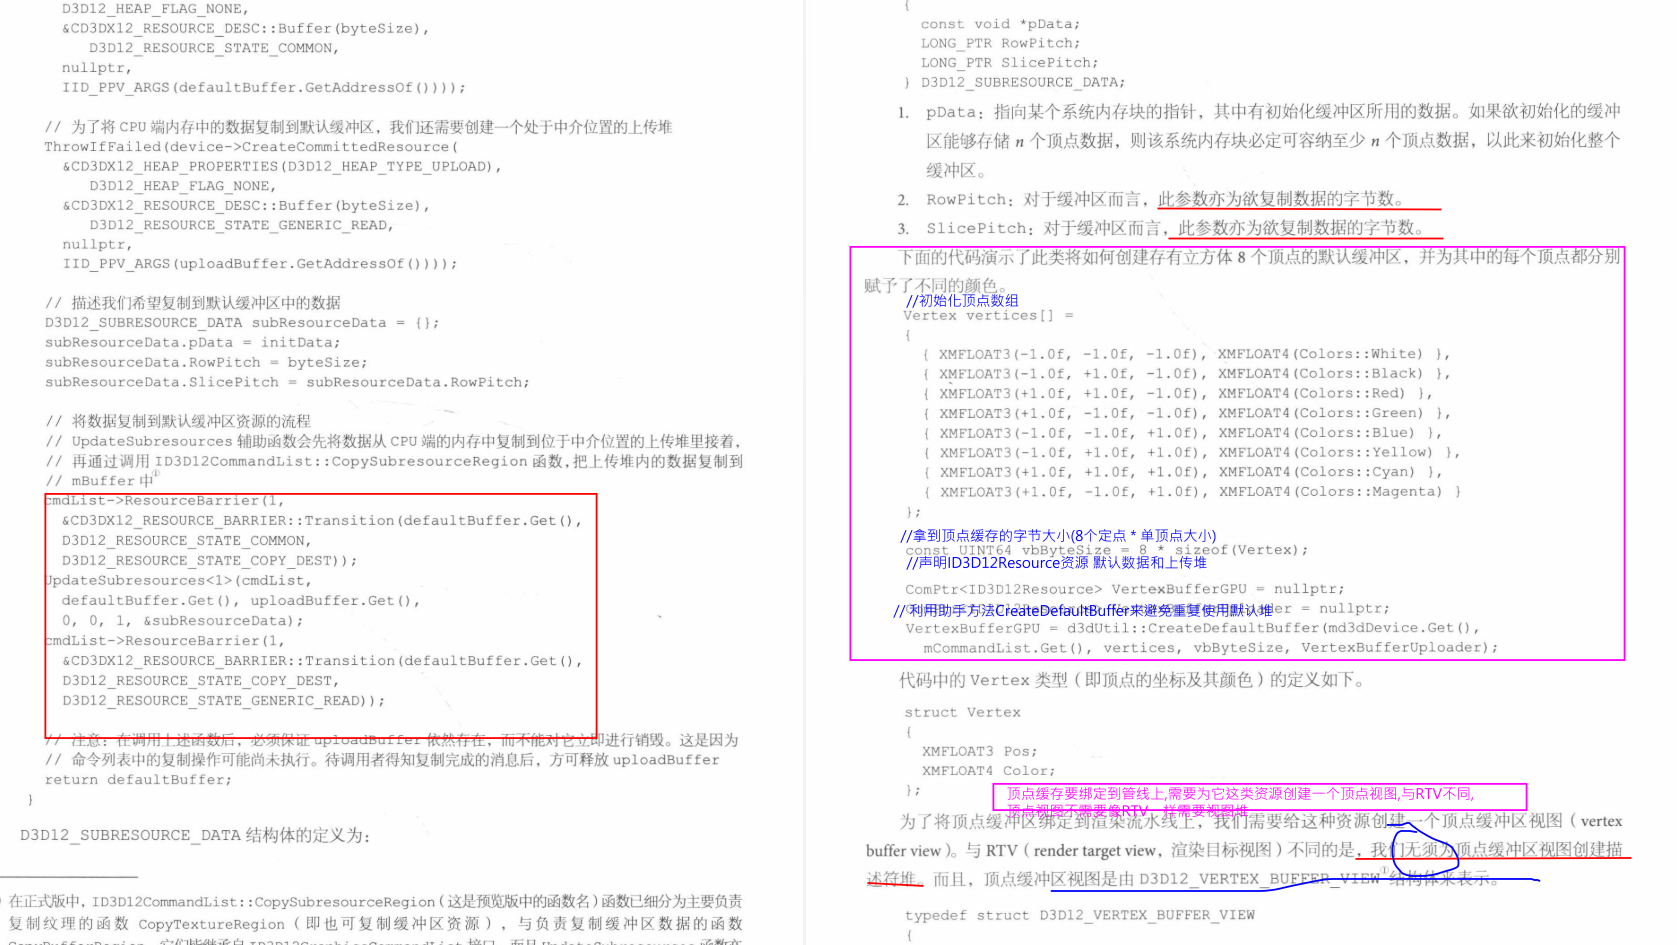 D3D12_HEAP_FLAG_NONE,
&CD3DX12_RESOURCE_DESC::Buffer(byteSize),
D3D12_RESOURCE_STATE_COMMON,
nullptr,
IID_PPV_ARGS(defaultBuffer.GetAddressOf())));
// 为了将 CPU 端内存中的数据复制到默认缓冲区，我们还需要创建一个处于中介位置的上传堆
ThrowIfFailed(device->CreateCommittedResource(
&CD3DX12_HEAP_PROPERTIES(D3D12_HEAP_TYPE_UPLOAD),
D3D12_HEAP_FLAG_NONE,
&CD3DX12_RESOURCE_DESC::Buffer(byteSize),
D3D12_RESOURCE_STATE_GENERIC_READ,
nullptr,
IID_PPV_ARGS(uploadBuffer.GetAddressOf())));
// 描述我们希望复制到默认缓冲区中的数据
D3D12_SUBRESOURCE_DATA subResourceData = {};
subResourceData.pData = initData;
subResourceData.RowPitch = byteSize;
subResourceData.SlicePitch = subResourceData.RowPitch;
// 将数据复制到默认缓冲区资源的流程
// UpdateSubresources 辅助函数会先将数据从 CPU 端的内存中复制到位于中介位置的上传堆里接着，
// 再通过调用 ID3D12CommandList::CopySubresourceRegion 函数，把上传堆内的数据复制到
// mBuffer 中①
cmdList->ResourceBarrier(1,
&CD3DX12_RESOURCE_BARRIER::Transition(defaultBuffer.Get(),
D3D12_RESOURCE_STATE_COMMON,
D3D12_RESOURCE_STATE_COPY_DEST));
UpdateSubresources<1>(cmdList,
defaultBuffer.Get(), uploadBuffer.Get(),
0, 0, 1, &subResourceData);
cmdList->ResourceBarrier(1,
&CD3DX12_RESOURCE_BARRIER::Transition(defaultBuffer.Get(),
D3D12_RESOURCE_STATE_COPY_DEST,
D3D12_RESOURCE_STATE_GENERIC_READ));
// 注意：在调用上述函数后，必须保证 uploadBuffer 依然存在，而不能对它立即进行销毁。这是因为
// 命令列表中的复制操作可能尚未执行。待调用者得知复制完成的消息后，方可释放 uploadBuffer
return defaultBuffer;
}
D3D12_SUBRESOURCE_DATA 结构体的定义为：
在正式版中，ID3D12CommandList::CopySubresourceRegion（这是预览版中的函数名）函数已细分为主要负责
复制纹理的函数 CopyTextureRegion（即也可复制缓冲区资源），与负责复制缓冲区数据的函数
{
const void *pData;
LONG_PTR RowPitch;
LONG_PTR SlicePitch;
} D3D12_SUBRESOURCE_DATA;
1. pData：指向某个系统内存块的指针，其中有初始化缓冲区所用的数据。如果欲初始化的缓冲
区能够存储 n 个顶点数据，则该系统内存块必定可容纳至少 n 个顶点数据，以此来初始化整个
缓冲区。
2. RowPitch：对于缓冲区而言，此参数亦为欲复制数据的字节数。
3. SlicePitch：对于缓冲区而言，此参数亦为欲复制数据的字节数。
下面的代码演示了此类将如何创建存有立方体 8 个顶点的默认缓冲区，并为其中的每个顶点都分别
赋予了不同的颜色。
//初始化顶点数组
Vertex vertices[] =
{
{ XMFLOAT3(-1.0f, -1.0f, -1.0f), XMFLOAT4(Colors::White) },
{ XMFLOAT3(-1.0f, +1.0f, -1.0f), XMFLOAT4(Colors::Black) },
{ XMFLOAT3(+1.0f, +1.0f, -1.0f), XMFLOAT4(Colors::Red) },
{ XMFLOAT3(+1.0f, -1.0f, -1.0f), XMFLOAT4(Colors::Green) },
{ XMFLOAT3(-1.0f, -1.0f, +1.0f), XMFLOAT4(Colors::Blue) },
{ XMFLOAT3(-1.0f, +1.0f, +1.0f), XMFLOAT4(Colors::Yellow) },
{ XMFLOAT3(+1.0f, +1.0f, +1.0f), XMFLOAT4(Colors::Cyan) },
{ XMFLOAT3(+1.0f, -1.0f, +1.0f), XMFLOAT4(Colors::Magenta) }
};
//拿到顶点缓存的字节大小(8个定点 * 单顶点大小)
const UINT64 vbByteSize = 8 * sizeof(Vertex);
//声明ID3D12Resource资源 默认数据和上传堆
ComPtr<ID3D12Resource> VertexBufferGPU = nullptr;
//利用助手方法CreateDefaultBuffer来避免重复使用默认堆
= nullptr;
VertexBufferGPU = d3dUtil::CreateDefaultBuffer(md3dDevice.Get(),
mCommandList.Get(), vertices, vbByteSize, VertexBufferUploader);
代码中的 Vertex 类型（即顶点的坐标及其颜色）的定义如下。
struct Vertex
{
XMFLOAT3 Pos;
XMFLOAT4 Color;
};
顶点缓存要绑定到管线上,需要为它这类资源创建一个顶点视图,与RTV不同,
顶点视图不需要像RTV一样需要视图堆
为了将顶点缓冲区绑定到渲染流水线上，我们需要给这种资源创建一个顶点缓冲区视图（vertex
buffer view）。与 RTV（render target view，渲染目标视图）不同的是，我们无须为顶点缓冲区视图创建描
述符堆。而且，顶点缓冲区视图是由 D3D12_VERTEX_BUFFER_VIEW①结构体来表示。
typedef struct D3D12_VERTEX_BUFFER_VIEW
{